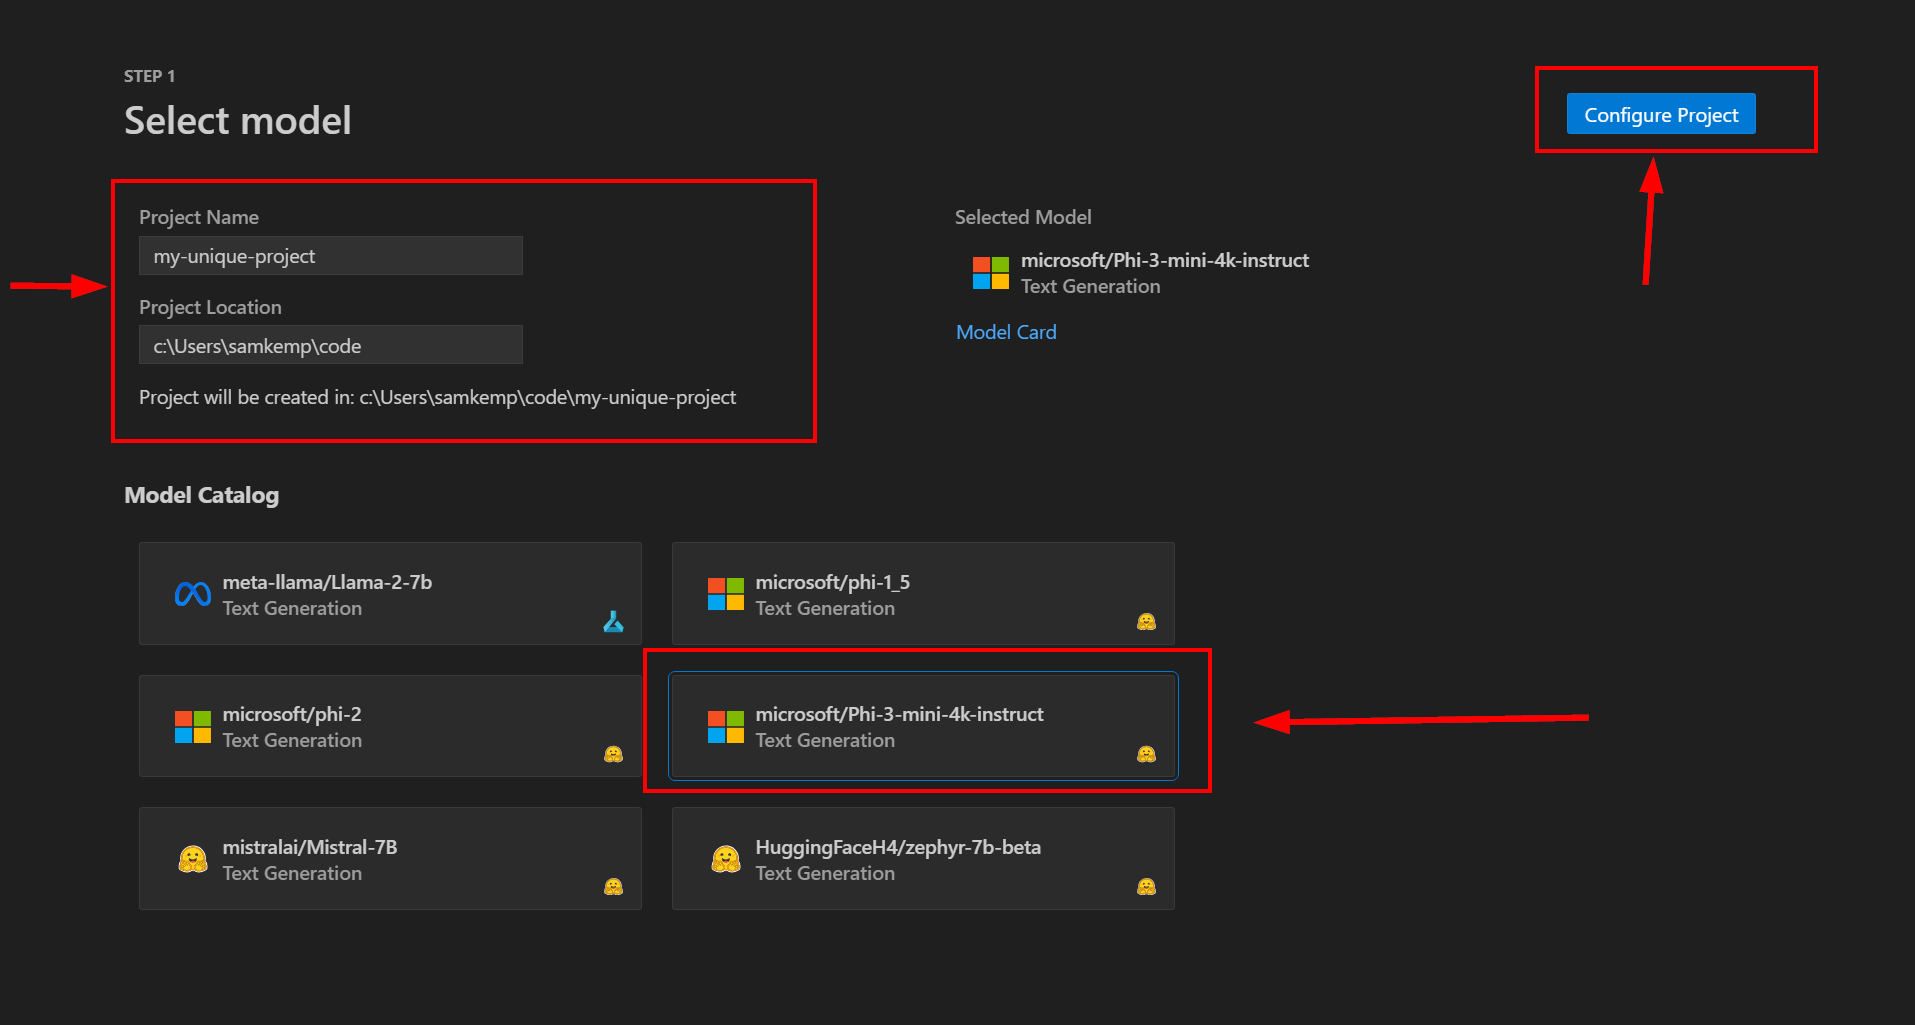 STEP 1
Select model
Configure Project
Project Name
my-unique-project
Project Location
c:\Users\samkemp\code
Project will be created in: c:\Users\samkemp\code\my-unique-project
Selected Model
microsoft/Phi-3-mini-4k-instruct
Text Generation
Model Card
Model Catalog
meta-llama/Llama-2-7b
Text Generation
microsoft/phi-1_5
Text Generation
microsoft/phi-2
Text Generation
microsoft/Phi-3-mini-4k-instruct
Text Generation
mistralai/Mistral-7B
Text Generation
HuggingFaceH4/zephyr-7b-beta
Text Generation